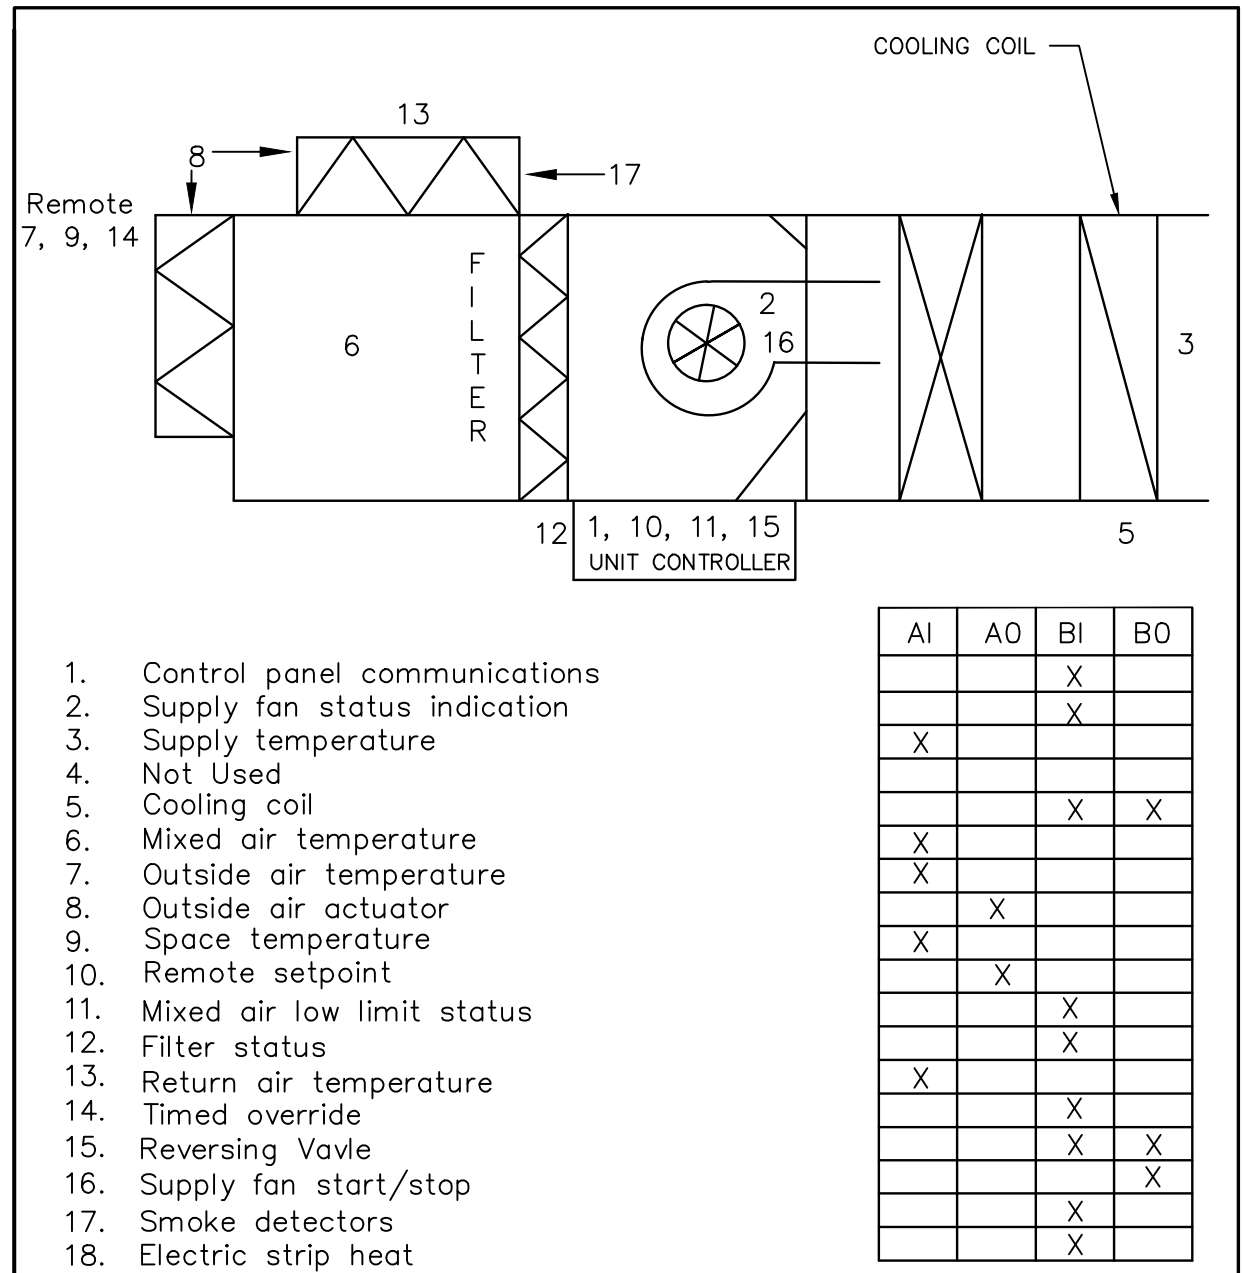 COOLING COIL
13
8
17
Remote
7, 9, 14
F
I
L
T
E
R
2
6
16
3
12
1, 10, 11, 15
UNIT CONTROLLER
5
AI AO BI BO
1. Control panel communications X
2. Supply fan status indication X
3. Supply temperature X
4. Not Used
5. Cooling coil X X
6. Mixed air temperature X
7. Outside air temperature X
8. Outside air actuator X
9. Space temperature X
10. Remote setpoint X
11. Mixed air low limit status X
12. Filter status X
13. Return air temperature X
14. Timed override X
15. Reversing Vavle X X
16. Supply fan start/stop X
17. Smoke detectors X
18. Electric strip heat X